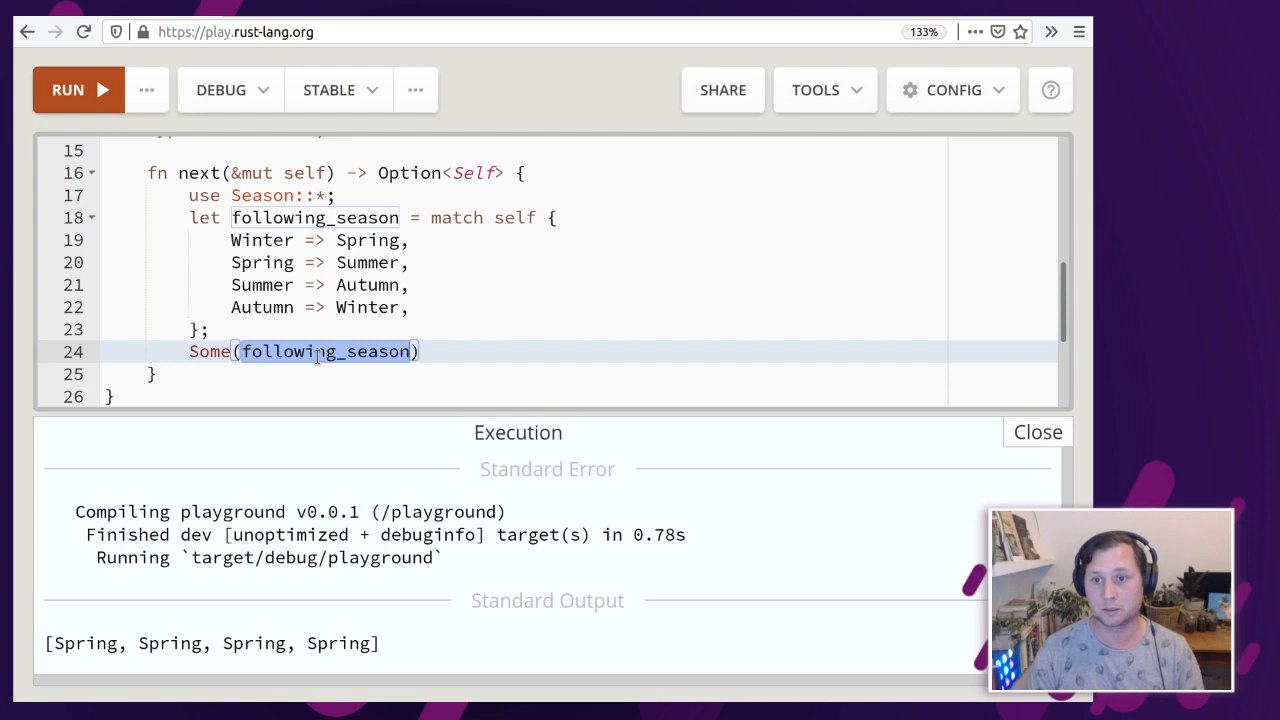 https://play.rust-lang.org
133%
RUN
DEBUG
STABLE
SHARE
TOOLS
CONFIG
15
16 fn next(&mut self) -> Option<Self> {
17 use Season::*;
18 let following_season = match self {
19 Winter => Spring,
20 Spring => Summer,
21 Summer => Autumn,
22 Autumn => Winter,
23 };
24 Some(following_season)
25 }
26 }
Execution
Close
Standard Error
Compiling playground v0.0.1 (/playground)
Finished dev [unoptimized + debuginfo] target(s) in 0.78s
Running `target/debug/playground`
Standard Output
[Spring, Spring, Spring, Spring]